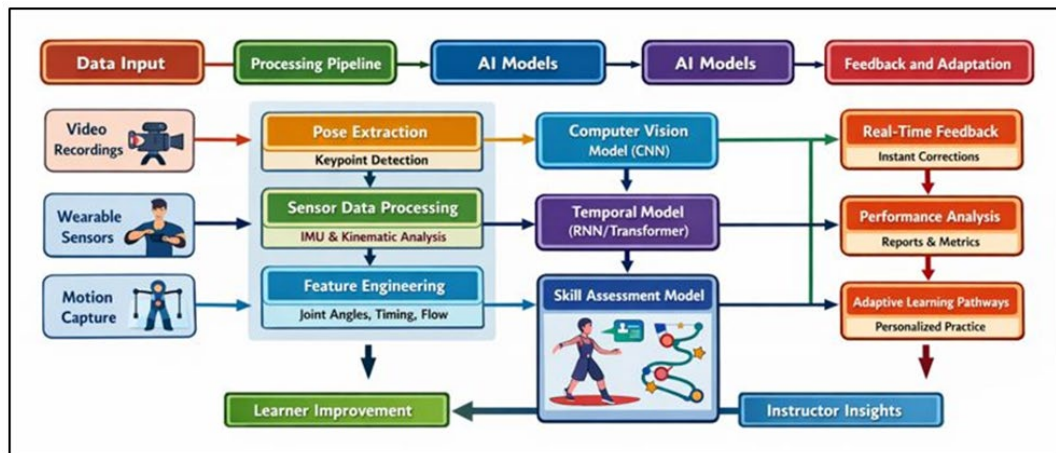 Data Input
Processing Pipeline
AI Models
AI Models
Feedback and Adaptation
Video
Recordings
Pose Extraction
Keypoint Detection
Computer Vision
Model (CNN)
Real-Time Feedback
Instant Corrections
Wearable
Sensors
Sensor Data Processing
IMU & Kinematic Analysis
Temporal Model
(RNN/Transformer)
Performance Analysis
Reports & Metrics
Motion
Capture
Feature Engineering
Joint Angles, Timing, Flow
Skill Assessment Model
Adaptive Learning Pathways
Personalized Practice
Learner Improvement
Instructor Insights